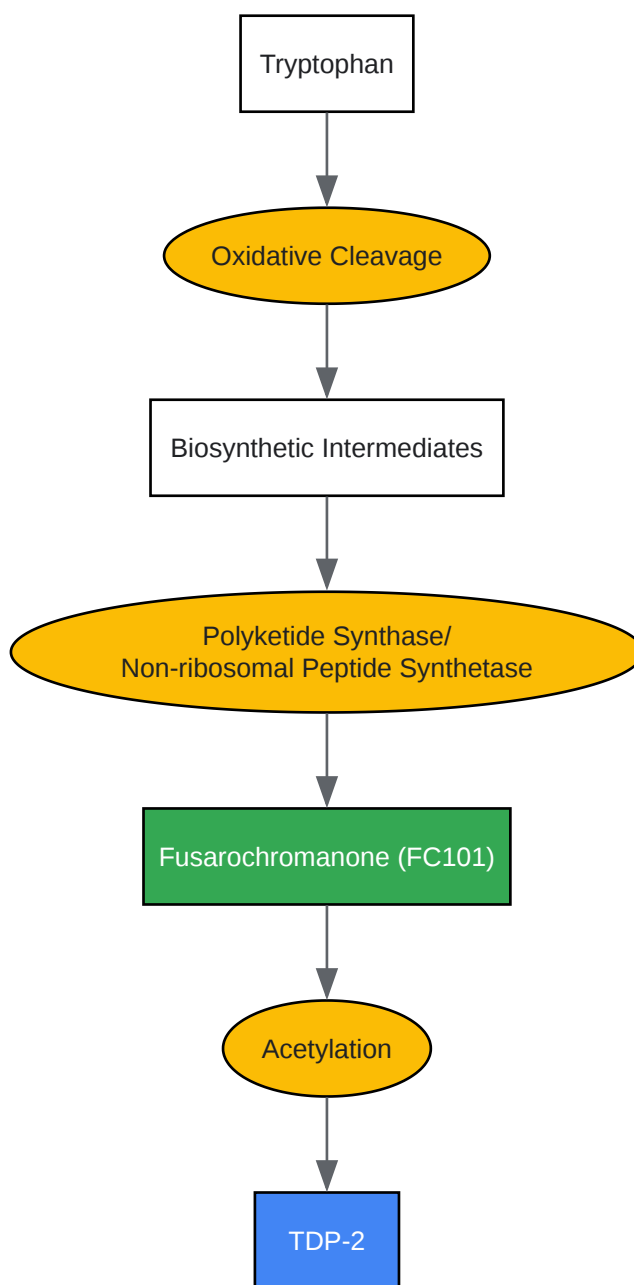 Tryptophan
Oxidative Cleavage
Biosynthetic Intermediates
Polyketide Synthase/
Non-ribosomal Peptide Synthetase
Fusarochromanone (FC101)
Acetylation
TDP-2